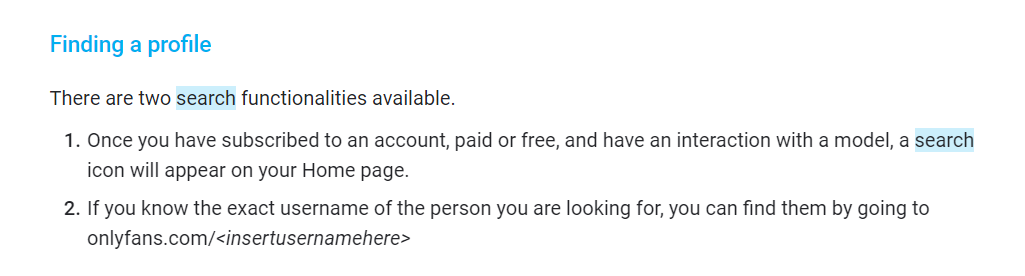 Finding a profile
There are two search functionalities available.
1. Once you have subscribed to an account, paid or free, and have an interaction with a model, a search
icon will appear on your Home page.
2. If you know the exact username of the person you are looking for, you can find them by going to
onlyfans.com/<insertusernamehere>